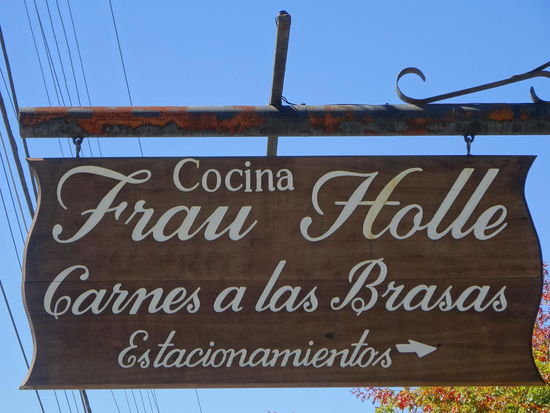 Cocina
Frau Holle
Carnes a las Brasas
Estacionamientos